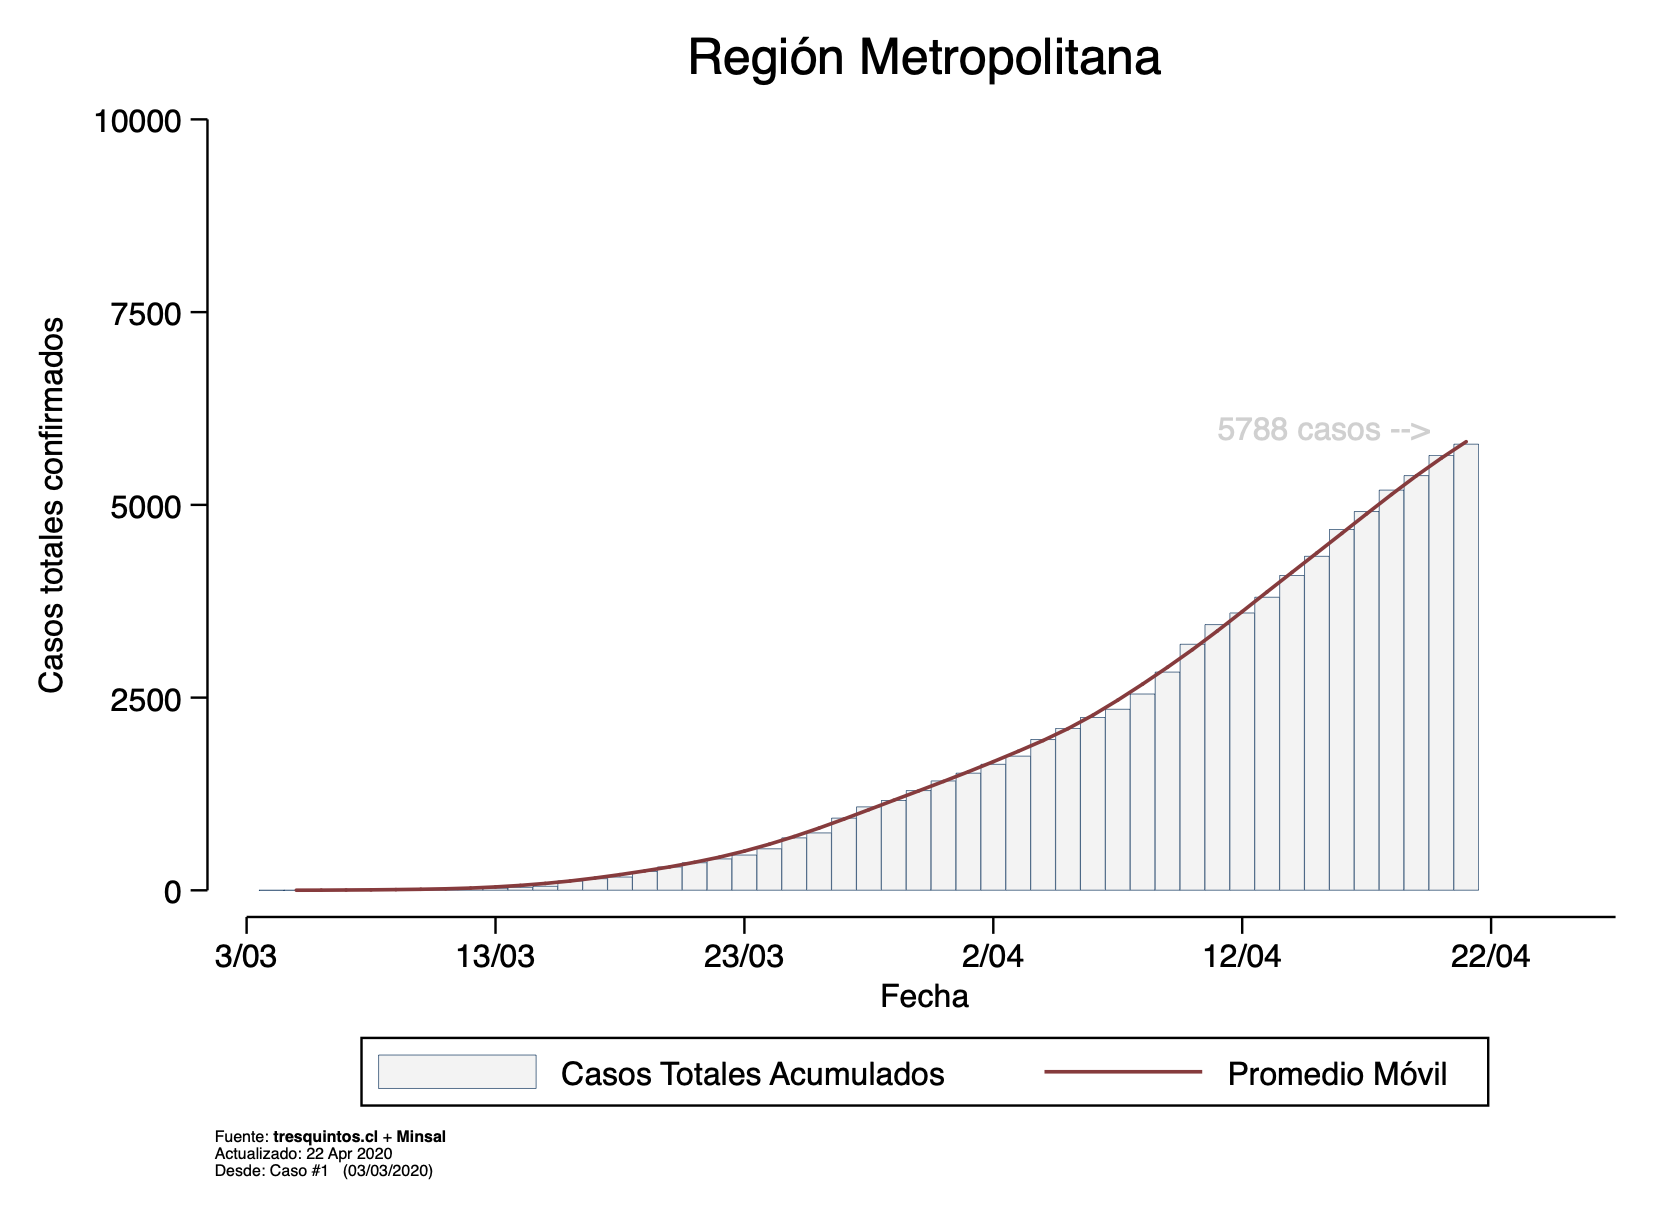 Región Metropolitana
10000
7500
5000
2500
0
Casos totales confirmados
5788 casos -->
3/03 13/03 23/03 2/04 12/04 22/04
Fecha
Casos Totales Acumulados Promedio Móvil
Fuente: tresquintos.cl + Minsal
Actualizado: 22 Apr 2020
Desde: Caso #1 (03/03/2020)